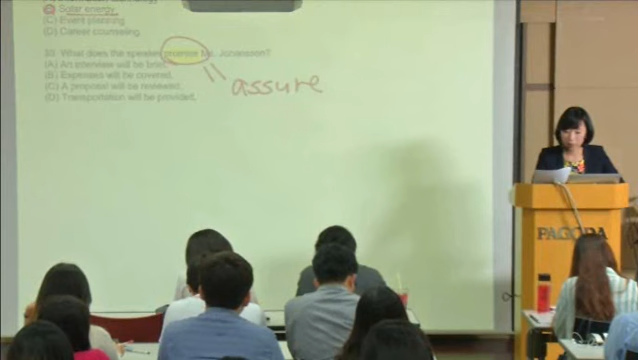 Solar energy
(C) Event planning
(D) Career counseling
30. What does the speaker promise Ms. Johansson?
(A) An interview will be brief.
(B) Expenses will be covered.
(C) A proposal will be reviewed.
(D) Transportation will be provided.
assure
PAGODA